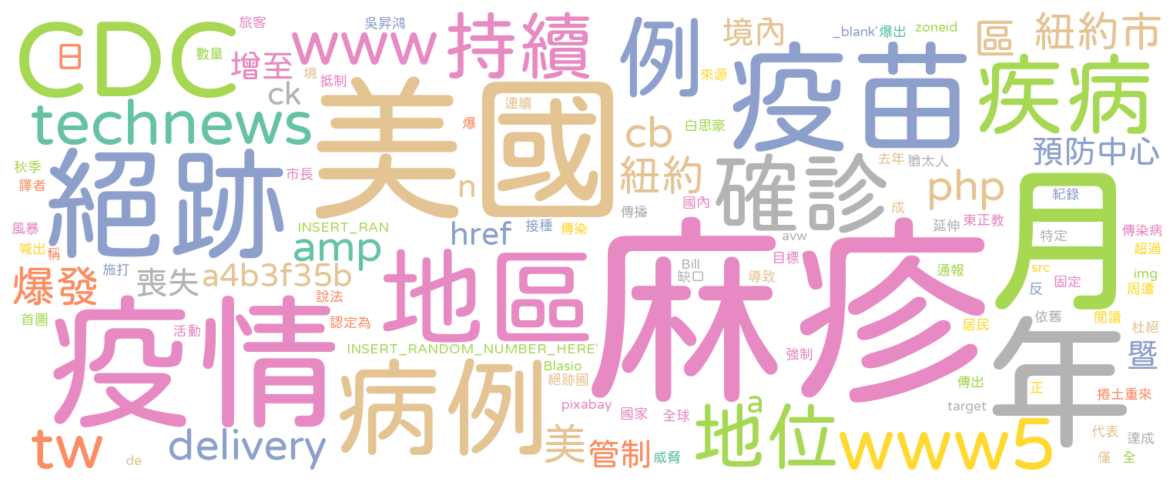 旅客
吳昇鴻
CDC
日
數量
www
持續
例
境內
_blank'爆出
zoneid
區
紐約市
增至
境
抵制
ck
technews
美國
連續
爆
來源
疫苗
疾病
白思豪
cb
預防中心
絕跡
秋季
譯者
市長
n
紐約
確診
去年
猶太人
php
月
紀錄
國內
傳播
成
延伸
東正教
風暴
喊出
稱
INSERT_RAN
amp
href
接種
傳染
avw
特定
傳染病
超過
施打
爆發
喪失
a4b3f35b
地區
Bill
缺口
目標
導致
麻疹
通報
src
反
固定
img
周遭
首圖
說法
認定為
疫情
活動
居民
年
依舊
閱讀
杜絕
INSERT_RANDOM_NUMBER_HERE'
強制
暨
病例
Blasio
絕跡國
傳出
正
捲土重來
pixabay
國家
全球
a
地位
target
tw
de
delivery
美
管制
威脅
www5
代表
達成
僅
全